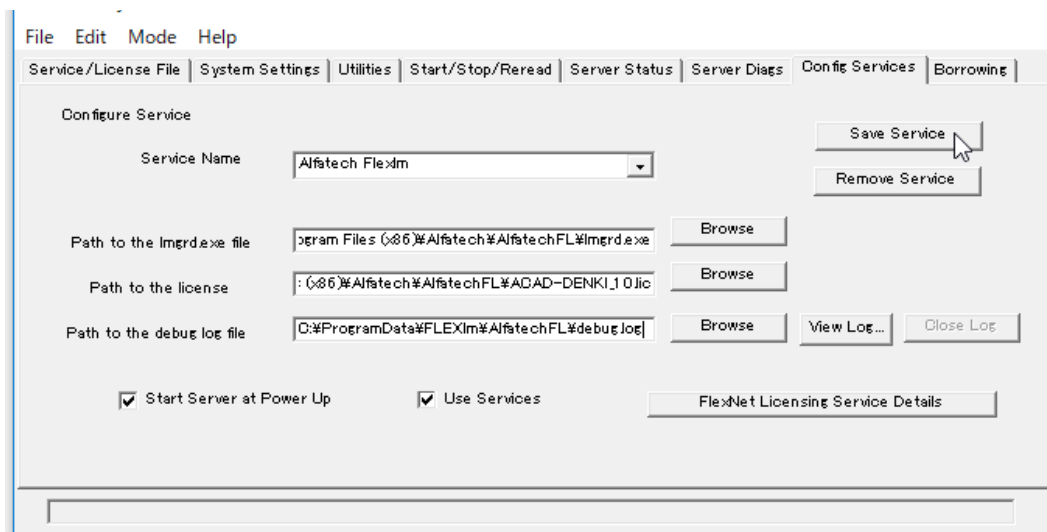 File Edit Mode Help
Service/License File System Settings Utilities Start/Stop/Reread Server Status Server Diags Config Services Borrowing
Configure Service
Save Service
Service Name Alfatech Flexlm
Remove Service
Path to the lmgrd.exe file ogram Files (x86)¥Alfatech¥AlfatechFL¥lmgrd.exe Browse
Path to the license : (x86)¥Alfatech¥AlfatechFL¥ACAD-DENKI_10.lic Browse
Path to the debug log file C:¥ProgramData¥FLEXlm¥AlfatechFL¥debug.log Browse View Log... Close Log
Start Server at Power Up Use Services FlexNet Licensing Service Details